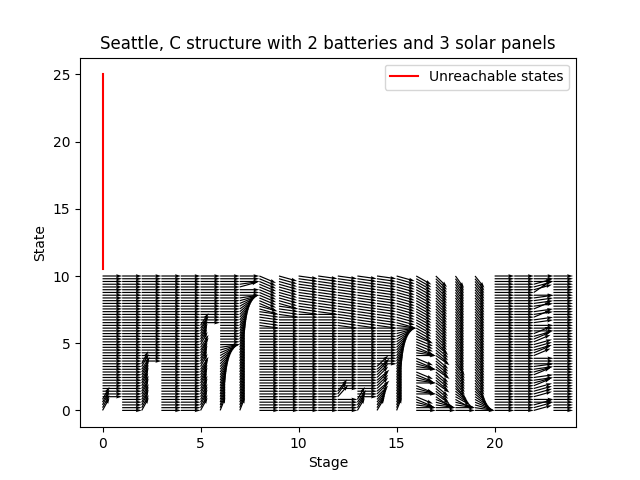 Seattle, C structure with 2 batteries and 3 solar panels
Unreachable states
25
20
15
10
5
0
State
0
5
10
15
20
Stage